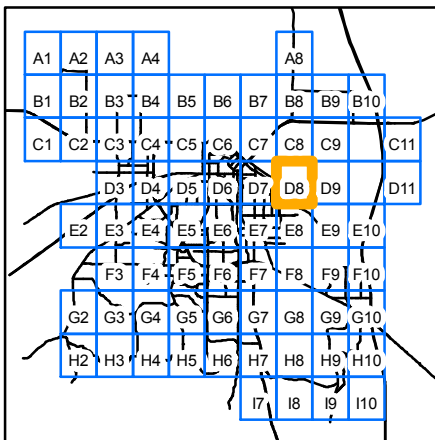 A1 A2 A3 A4 A8
B1 B2 B3 B4 B5 B6 B7 B8 B9 B10
C1 C2 C3 C4 C5 C6 C7 C8 C9 C11
D3 D4 D5 D6 D7 D8 D9 D11
E2 E3 E4 E5 E6 E7 E8 E9 E10
F3 F4 F5 F6 F7 F8 F9 F10
G2 G3 G4 G5 G6 G7 G8 G9 G10
H2 H3 H4 H5 H6 H7 H8 H9 H10
I7 I8 I9 I10